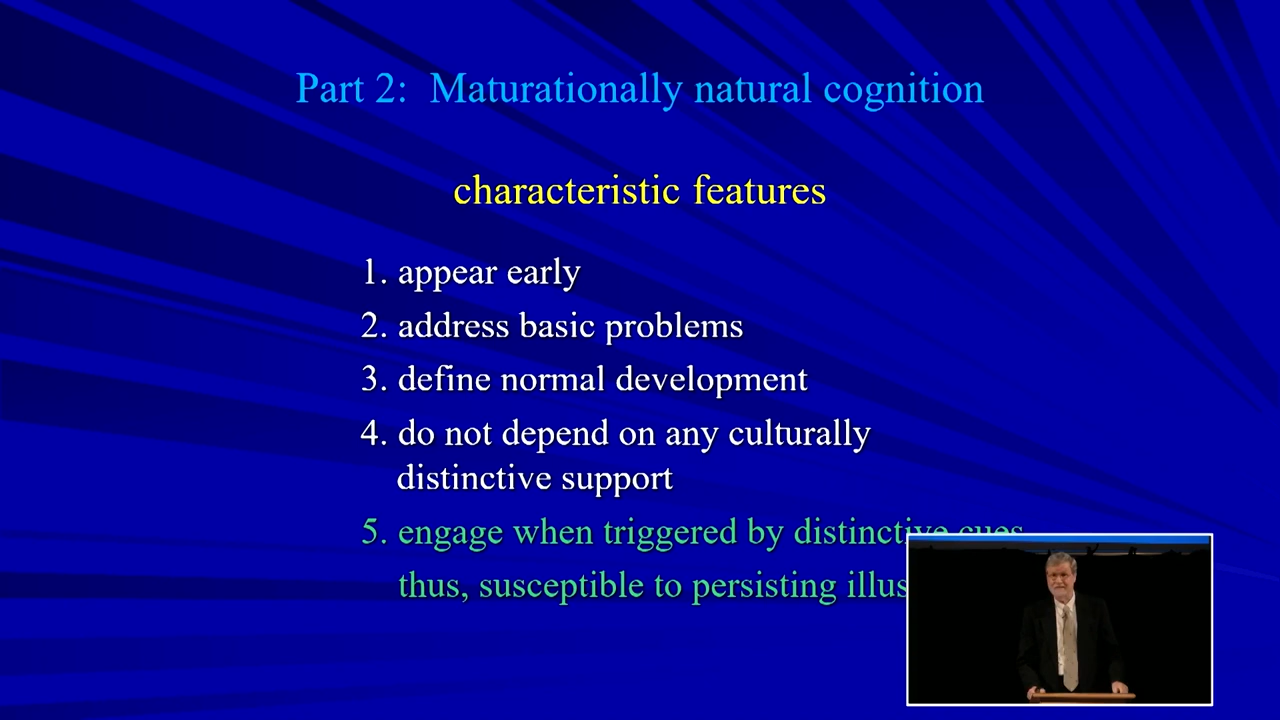 Part 2: Maturationally natural cognition
characteristic features
1. appear early
2. address basic problems
3. define normal development
4. do not depend on any culturally
distinctive support
5. engage when triggered by distinctive cues
thus, susceptible to persisting